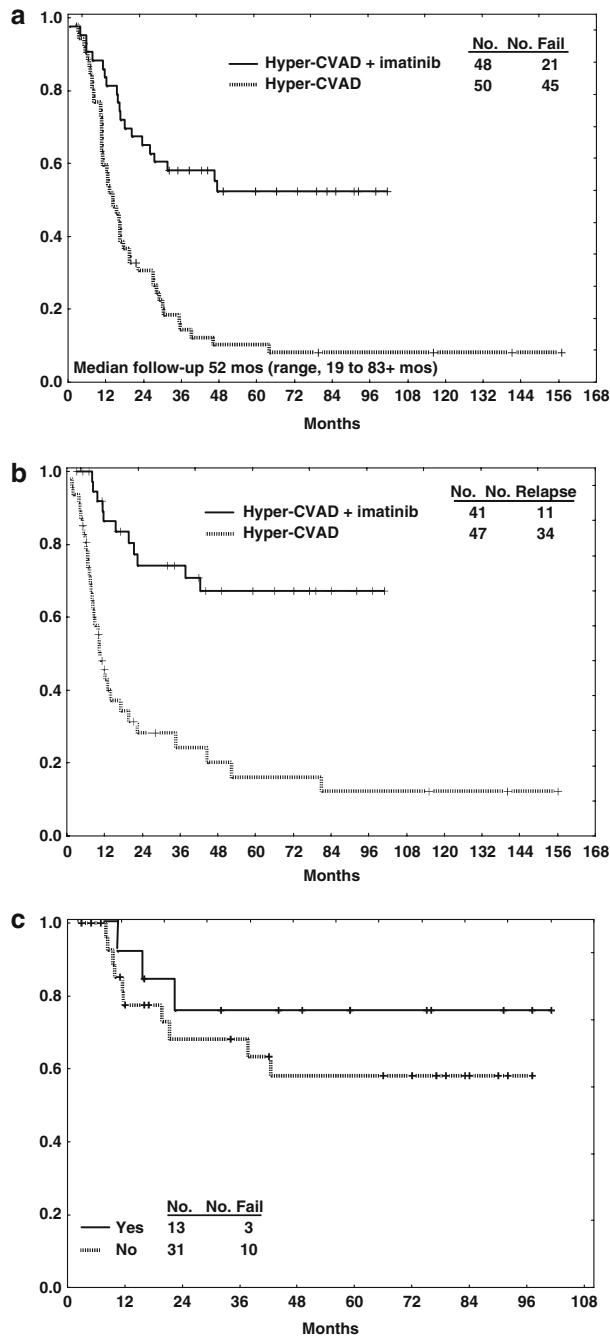 a
No. No. Fail
Hyper-CVAD + imatinib 48 21
Hyper-CVAD 50 45
1.0
0.8
0.6
0.4
0.2
0.0
Median follow-up 52 mos (range, 19 to 83+ mos)
0 12 24 36 48 60 72 84 96 108 120 132 144 156 168
Months
b
No. No. Relapse
Hyper-CVAD + imatinib 41 11
Hyper-CVAD 47 34
1.0
0.8
0.6
0.4
0.2
0.0
0 12 24 36 48 60 72 84 96 108 120 132 144 156 168
Months
c
1.0
0.8
0.6
0.4
0.2
0.0
No. No. Fail
Yes 13 3
No 31 10
0 12 24 36 48 60 72 84 96 108
Months